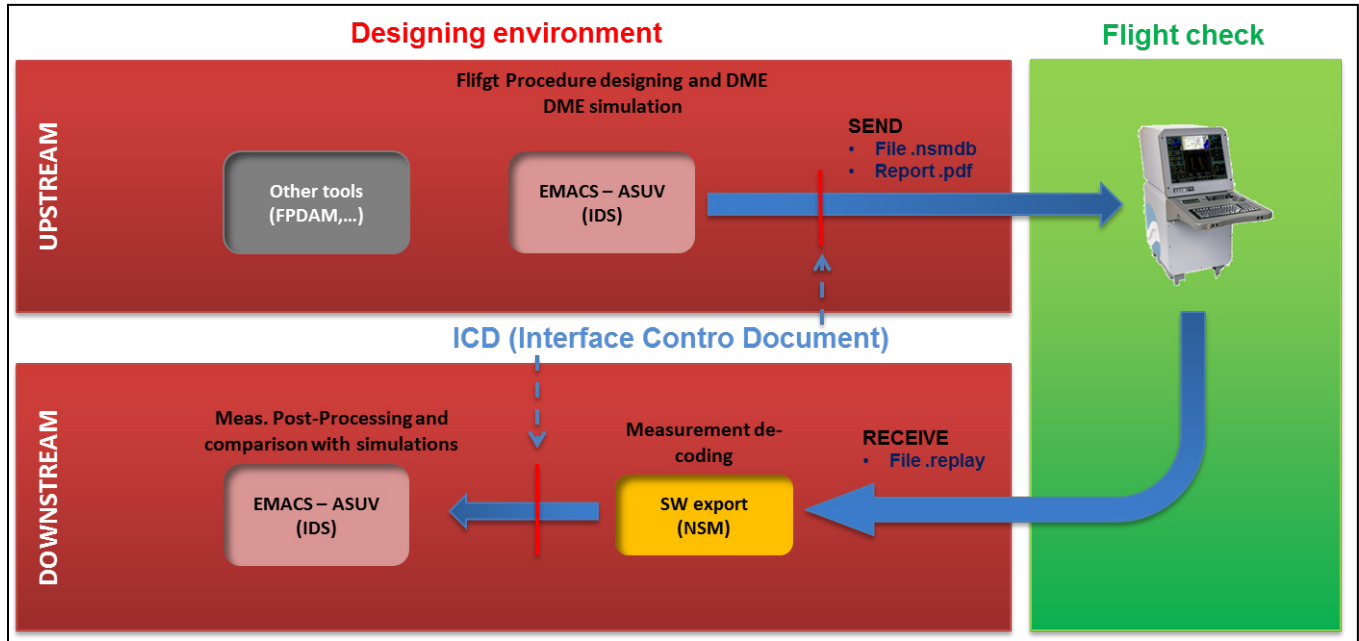 Designing environment
Flight check
UPSTREAM
Flifgt Procedure designing and DME
DME simulation
Other tools
(FPDAM,...)
EMACS – ASUV
(IDS)
SEND
• File .nsmdb
• Report .pdf
ICD (Interface Contro Document)
DOWNSTREAM
Meas. Post-Processing and
comparison with simulations
EMACS – ASUV
(IDS)
Measurement de-
coding
SW export
(NSM)
RECEIVE
• File .replay